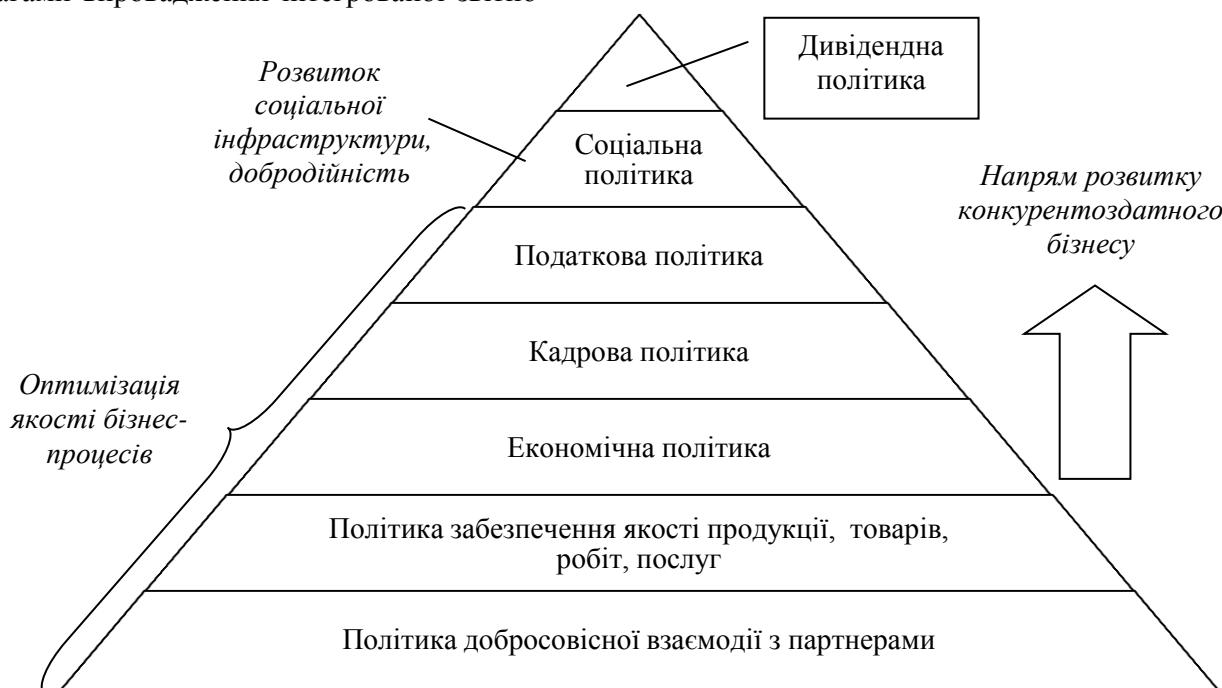 Дивідендна
політика
Розвиток
соціальної
інфраструктури,
добродійність
Соціальна
політика
Напрям розвитку
конкурентоздатного
бізнесу
Податкова політика
Кадрова політика
Оптимізація
якості бізнес-
процесів
Економічна політика
Політика забезпечення якості продукції, товарів,
робіт, послуг
Політика добросовісної взаємодії з партнерами